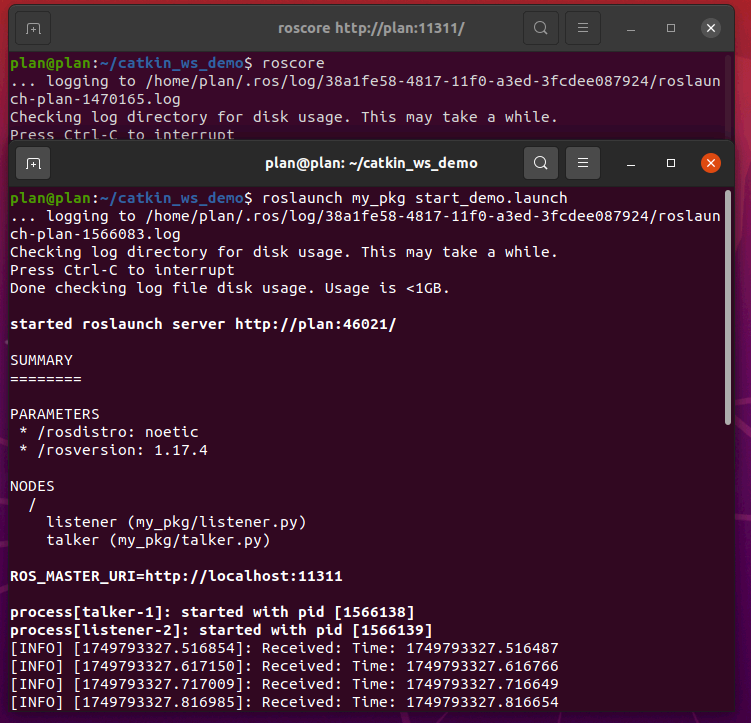 roscore http://plan:11311/
plan@plan:~/catkin_ws_demo$ roscore
... logging to /home/plan/.ros/log/38a1fe58-4817-11f0-a3ed-3fcdee087924/roslaun
ch-plan-1470165.log
Checking log directory for disk usage. This may take a while.
Press Ctrl-C to interrupt
plan@plan: ~/catkin_ws_demo
plan@plan:~/catkin_ws_demo$ roslaunch my_pkg start_demo.launch
... logging to /home/plan/.ros/log/38a1fe58-4817-11f0-a3ed-3fcdee087924/roslaun
ch-plan-1566083.log
Checking log directory for disk usage. This may take a while.
Press Ctrl-C to interrupt
Done checking log file disk usage. Usage is <1GB.
started roslaunch server http://plan:46021/
SUMMARY
========
PARAMETERS
* /rosdistro: noetic
* /rosversion: 1.17.4
NODES
/
listener (my_pkg/listener.py)
talker (my_pkg/talker.py)
ROS_MASTER_URI=http://localhost:11311
process[talker-1]: started with pid [1566138]
process[listener-2]: started with pid [1566139]
[INFO] [1749793327.516854]: Received: Time: 1749793327.516487
[INFO] [1749793327.617150]: Received: Time: 1749793327.616766
[INFO] [1749793327.717009]: Received: Time: 1749793327.716649
[INFO] [1749793327.816985]: Received: Time: 1749793327.816654